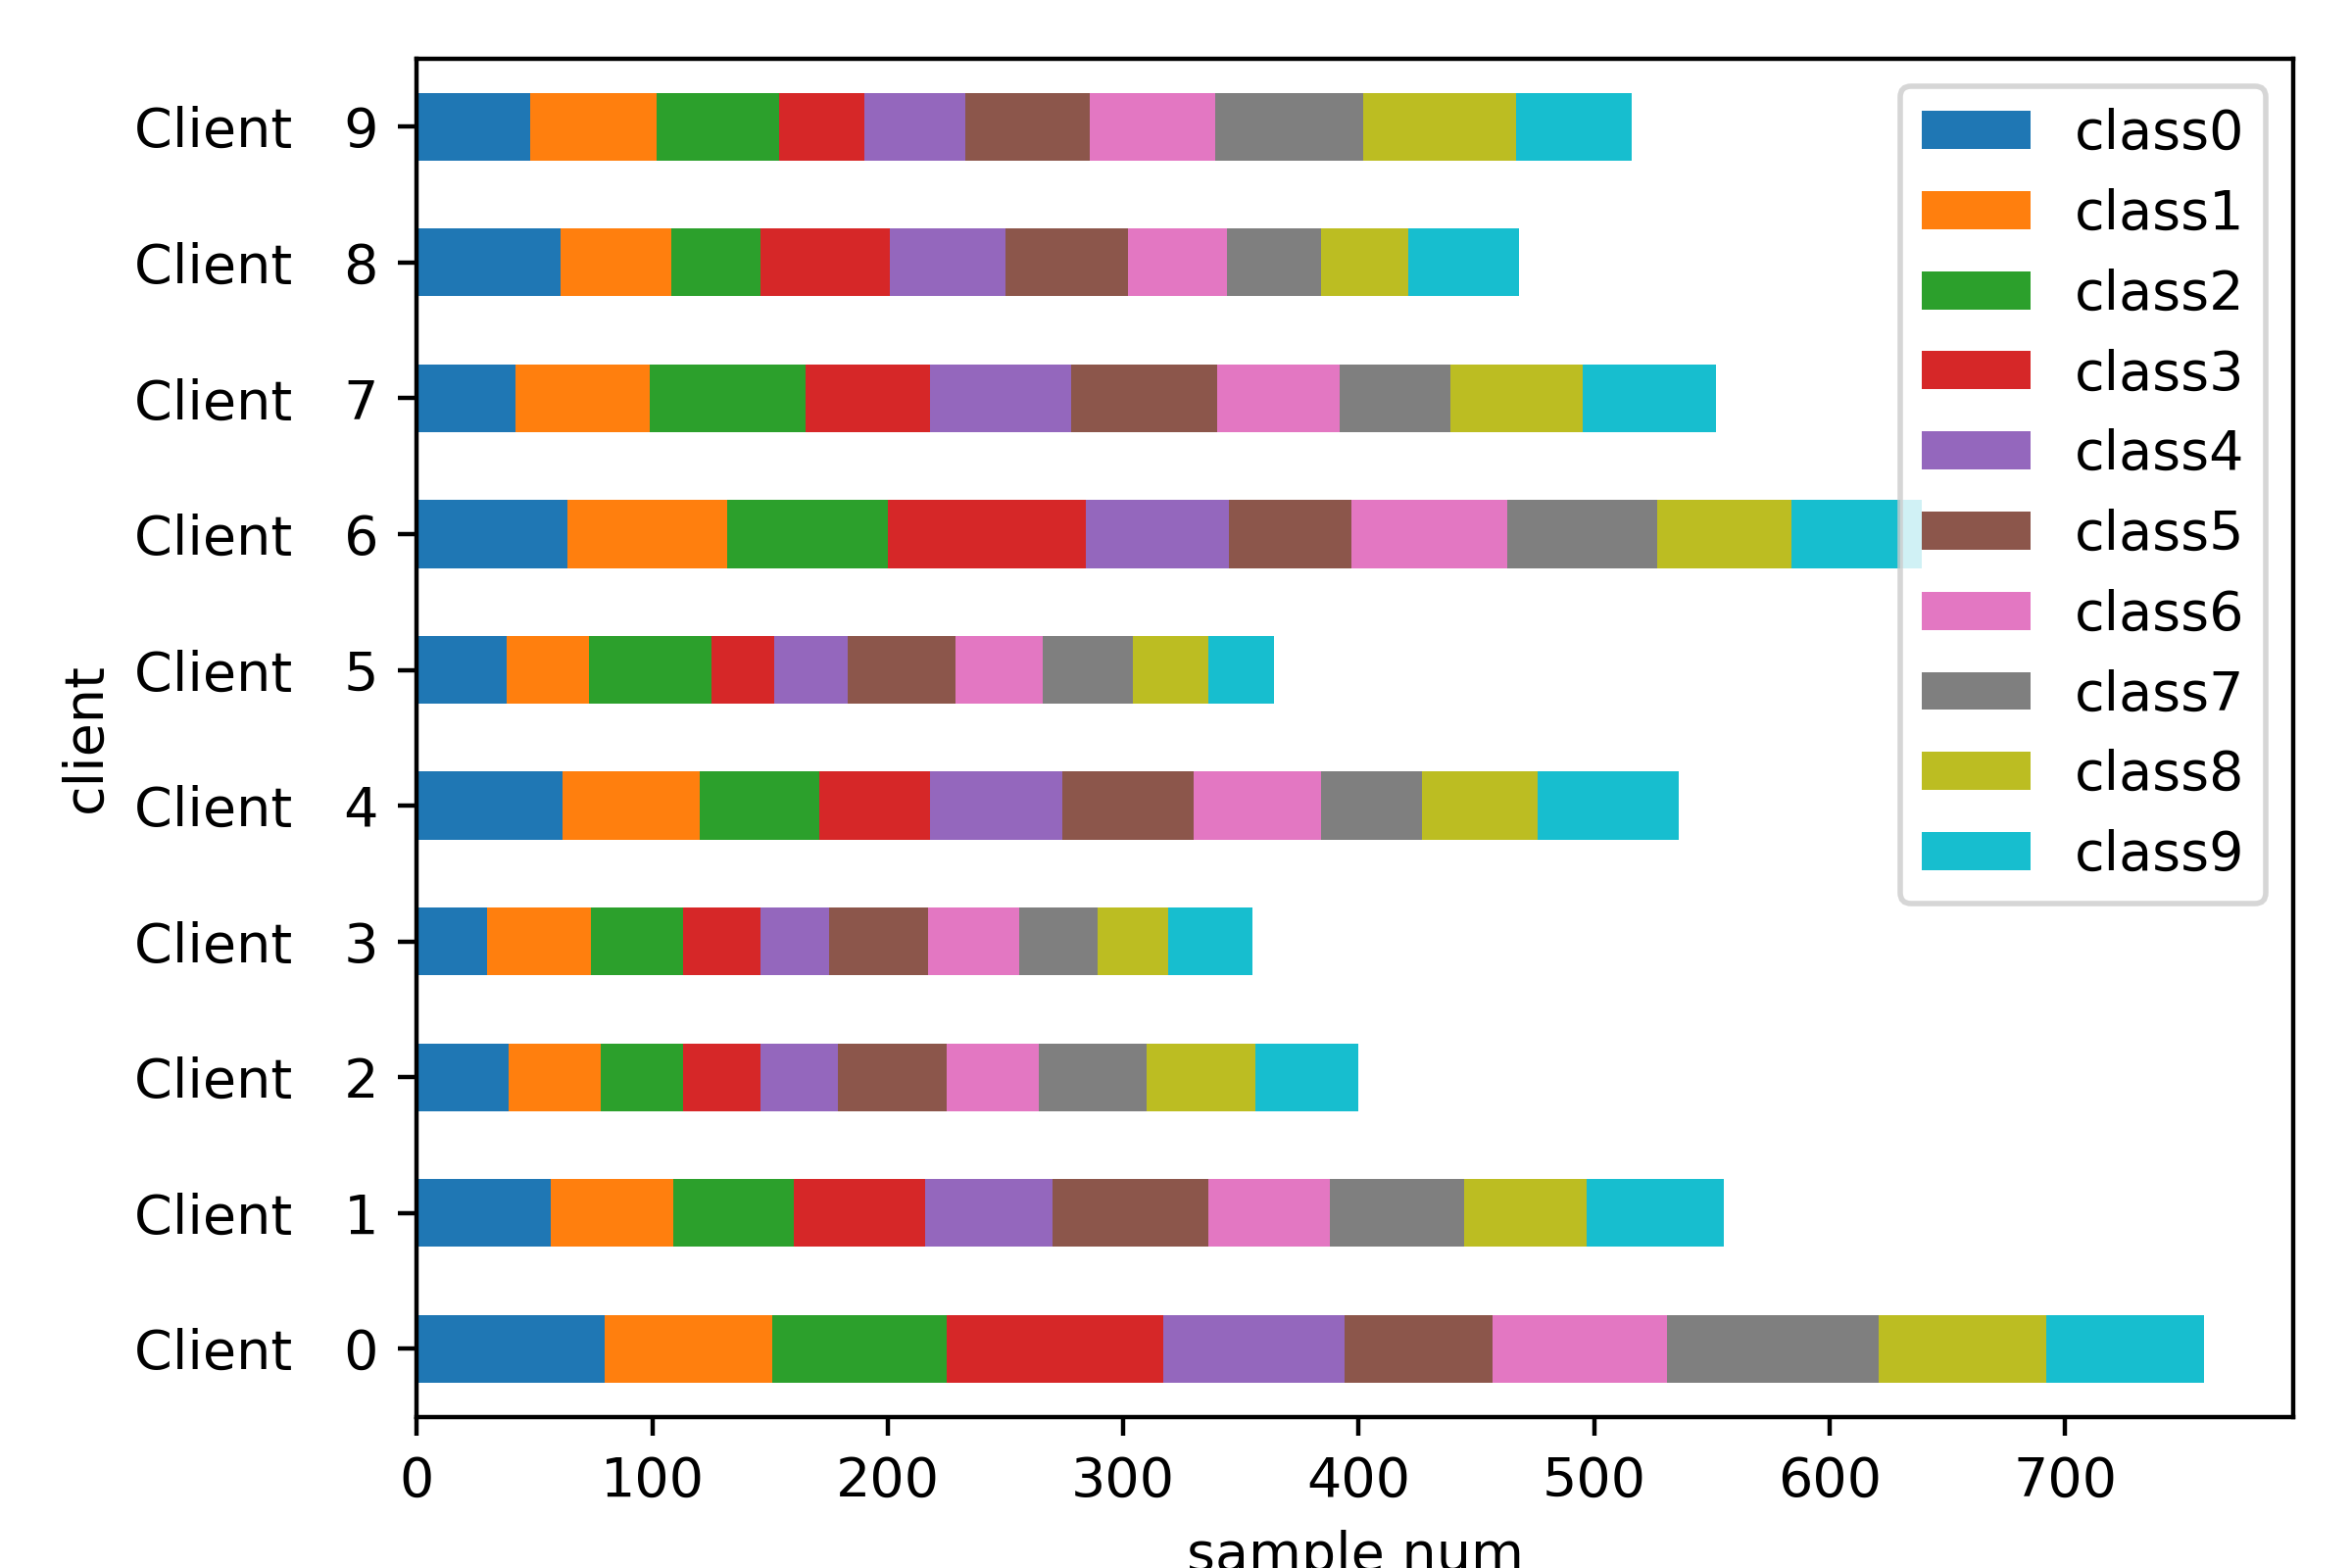 Client 9
Client 8
Client 7
Client 6
Client 5
Client 4
Client 3
Client 2
Client 1
Client 0
client
0 100 200 300 400 500 600 700
sample num
class0
class1
class2
class3
class4
class5
class6
class7
class8
class9